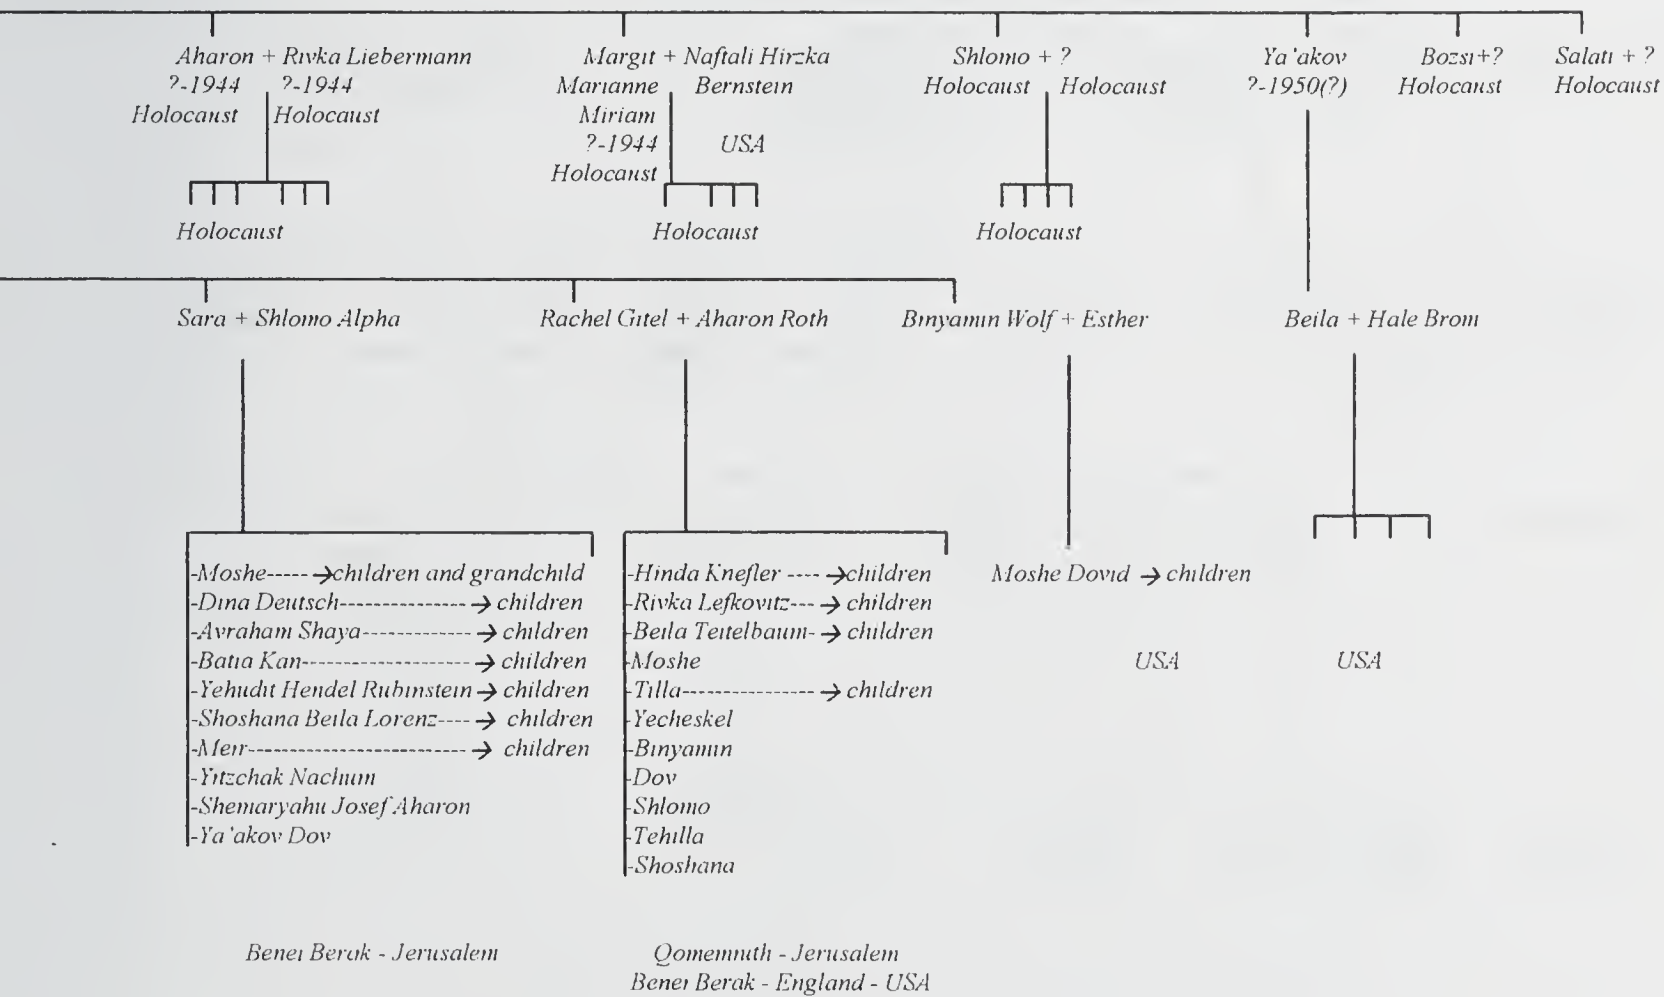 Aharon + Rivka Liebermann
?-1944 ?-1944
Holocaust Holocaust
Holocaust
Margit + Naftali Hirzka
Marianne Bernstein
Miriam
?-1944 USA
Holocaust
Holocaust
Shlomo + ?
Holocaust Holocaust
Holocaust
Ya'akov
?-1950(?)
Bozsi+?
Holocaust
Salati + ?
Holocaust
Sara + Shlomo Alpha
Rachel Gitel + Aharon Roth
Binyamin Wolf + Esther
Beila + Hale Brom
-Moshe-----→children and grandchild
-Dina Deutsch--------------→ children
-Avraham Shaya------------→ children
-Batia Kan------------------→ children
-Yehudit Hendel Rubinstein→ children
-Shoshana Beila Lorenz----→ children
-Meir------------------------→ children
-Yitzchak Nachum
-Shemaryahu Josef Aharon
-Ya'akov Dov
-Hinda Knefler ----→children
-Rivka Lefkovitz---→ children
-Beila Teitelbaum-→ children
-Moshe
-Tilla--------------→ children
-Yecheskel
-Binyamin
-Dov
-Shlomo
-Tehilla
-Shoshana
Moshe Dovid → children
USA
USA
Benei Berak - Jerusalem
Qomemuth - Jerusalem
Benei Berak - England - USA